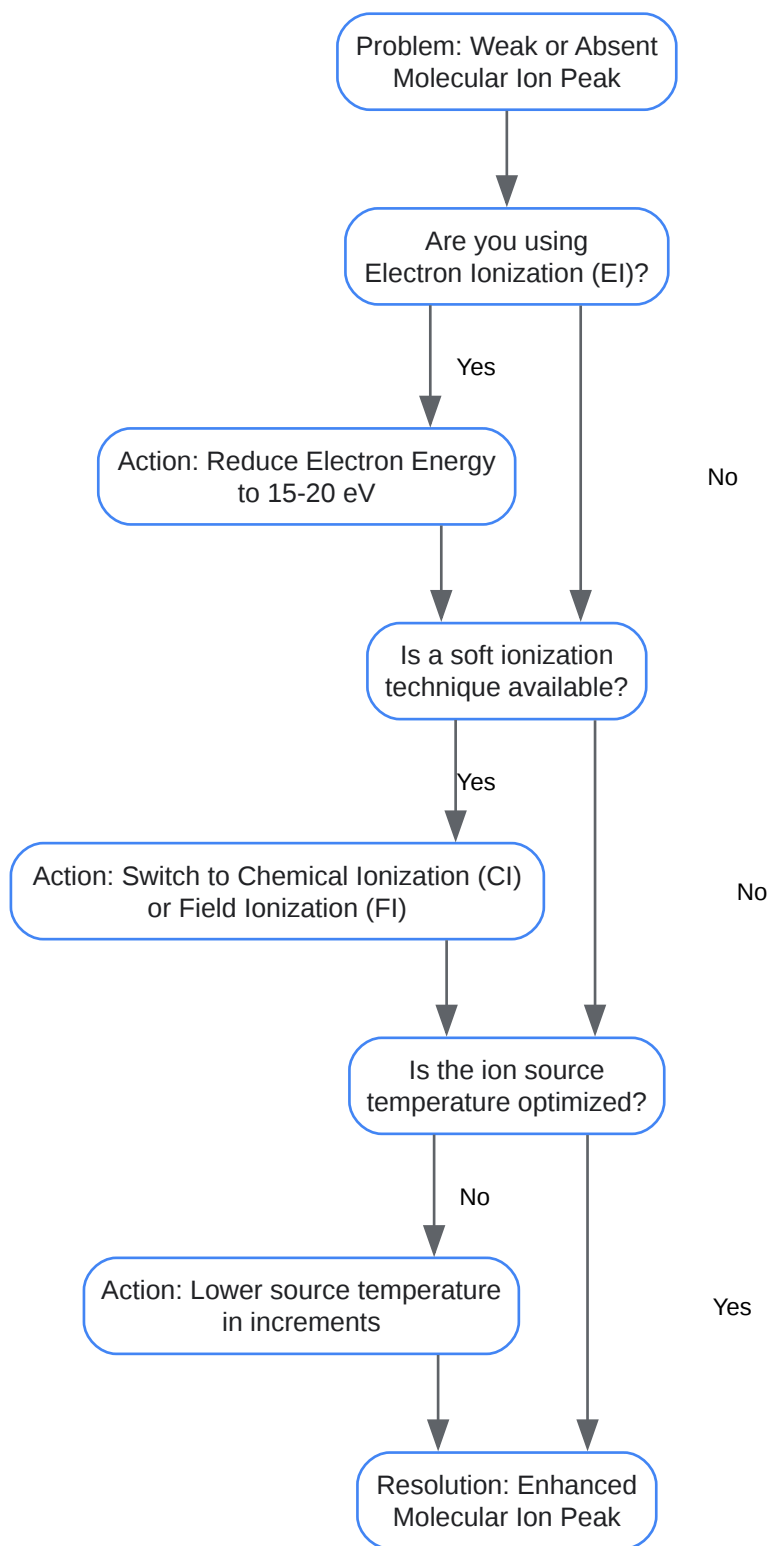 Problem: Weak or Absent
Molecular Ion Peak
Are you using
Electron Ionization (EI)?
Yes
Action: Reduce Electron Energy
to 15-20 eV
No
Is a soft ionization
technique available?
Yes
Action: Switch to Chemical Ionization (CI)
or Field Ionization (FI)
No
Is the ion source
temperature optimized?
No
Action: Lower source temperature
in increments
Yes
Resolution: Enhanced
Molecular Ion Peak